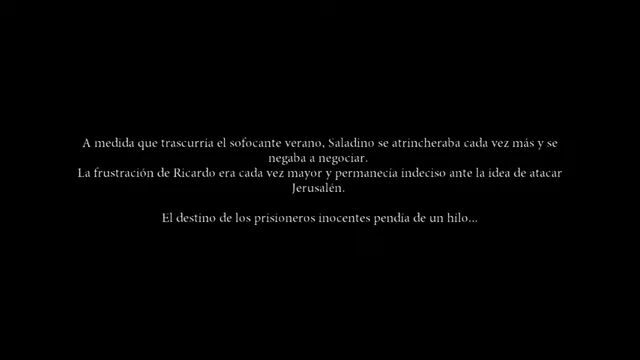 A medida que trascurría el sofocante verano, Saladino se atrincheraba cada vez más y se
negaba a negociar.
La frustración de Ricardo era cada vez mayor y permanecía indeciso ante la idea de atacar
Jerusalén.
El destino de los prisioneros inocentes pendía de un hilo...